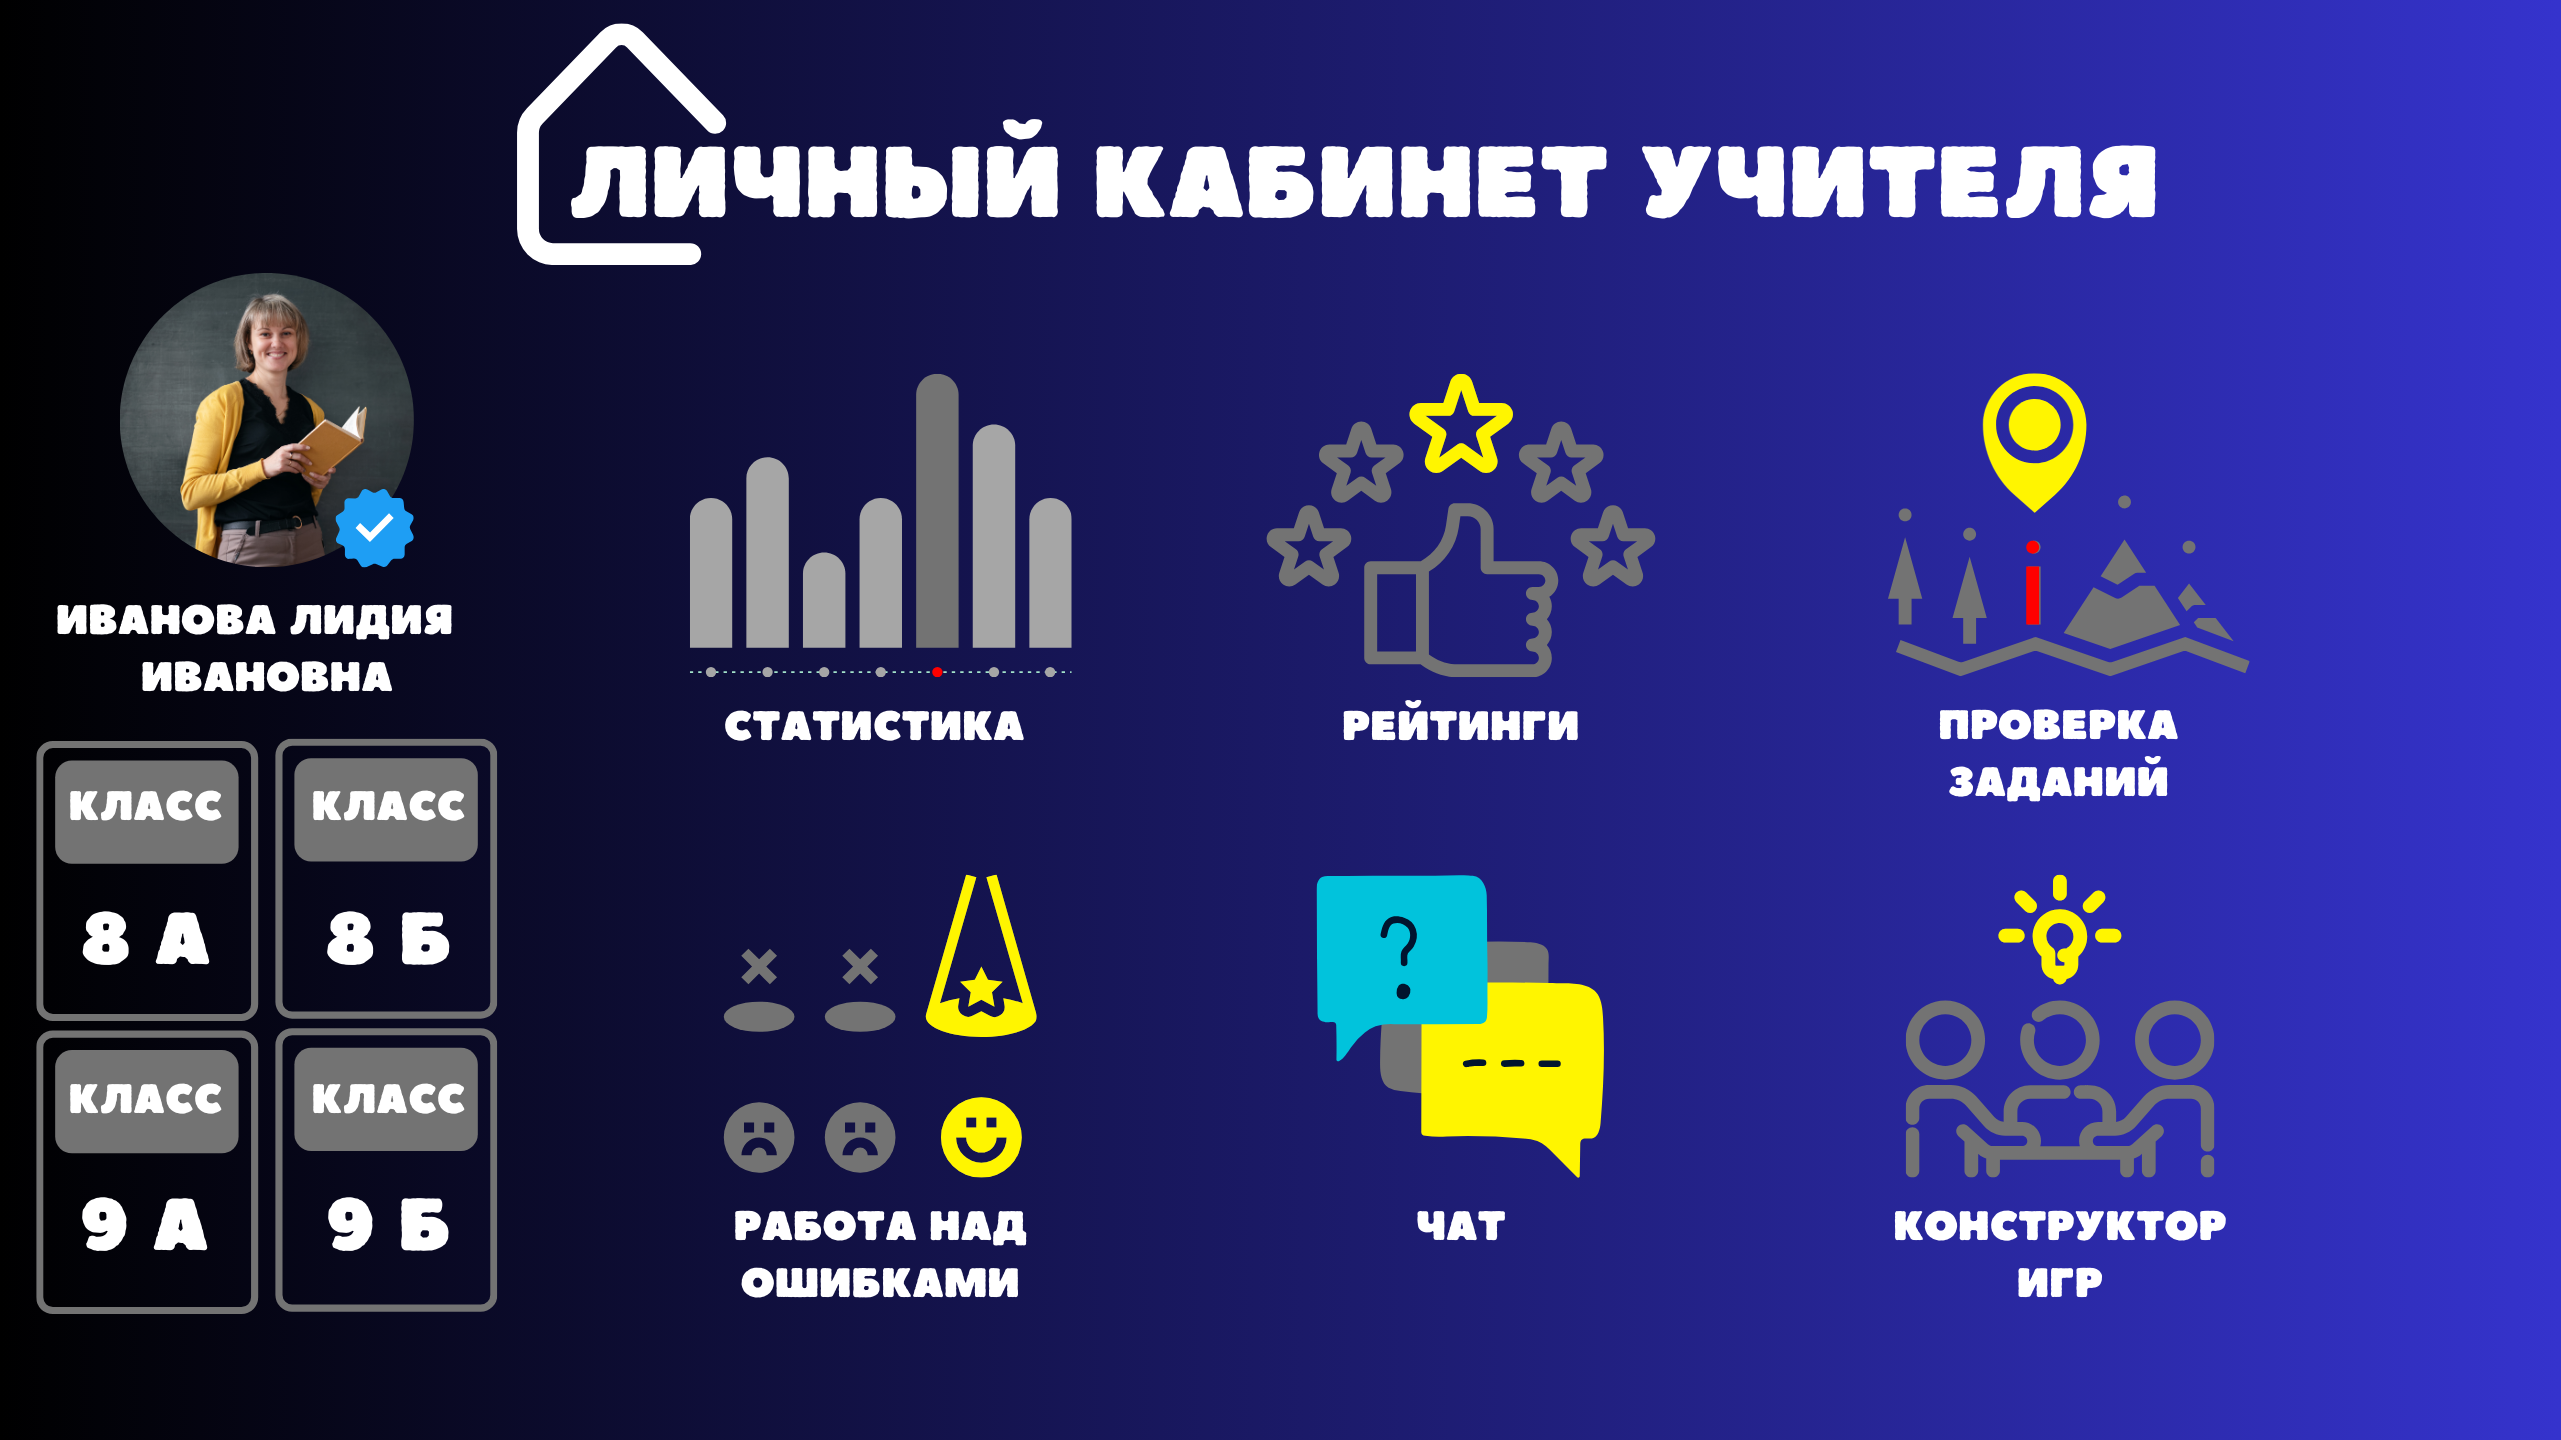 ЛИЧНЫЙ КАБИНЕТ УЧИТЕЛЯ
ИВАНОВА ЛИДИЯ
ИВАНОВНА
КЛАСС
8 А
КЛАСС
8 Б
КЛАСС
9 А
КЛАСС
9 Б
СТАТИСТИКА
РЕЙТИНГИ
i
ПРОВЕРКА
ЗАДАНИЙ
РАБОТА НАД
ОШИБКАМИ
?
ЧАТ
КОНСТРУКТОР
ИГР